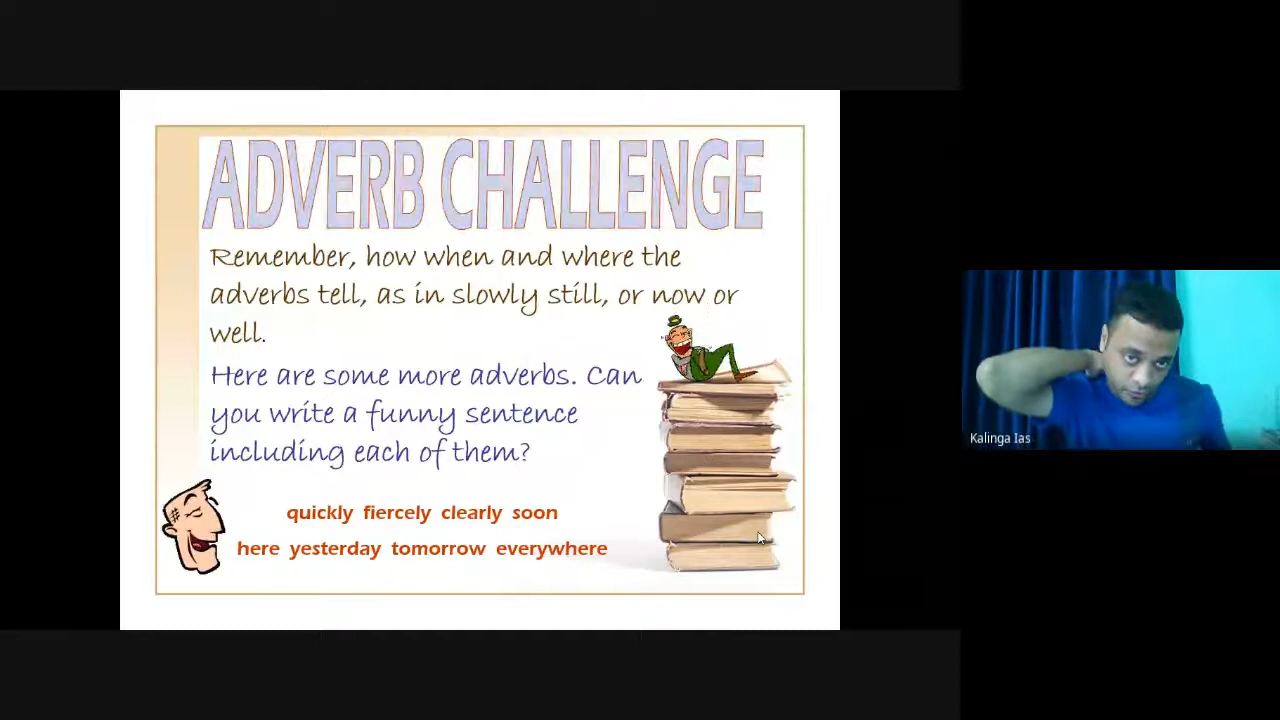 ADVERB CHALLENGE
Remember, how when and where the
adverbs tell, as in slowly still, or now or
well.
Here are some more adverbs. Can
you write a funny sentence
including each of them?
quickly fiercely clearly soon
here yesterday tomorrow everywhere
Kalinga Ias